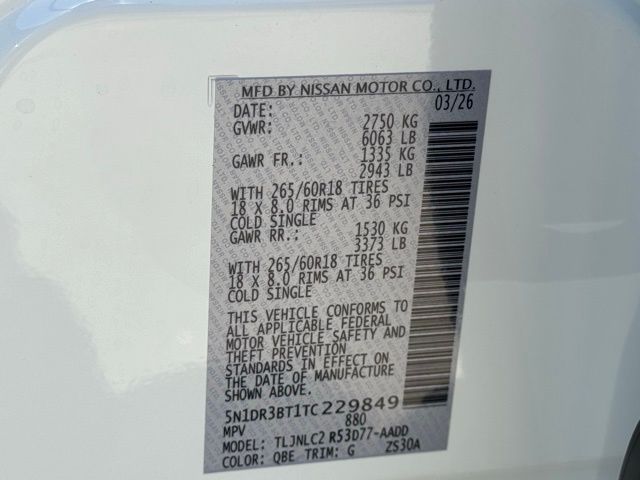 MFD BY NISSAN MOTOR CO., LTD.
DATE: 03/26
GVWR: 2750 KG
6063 LB
GAWR FR.: 1335 KG
2943 LB
WITH 265/60R18 TIRES
18 X 8.0 RIMS AT 36 PSI
COLD SINGLE
GAWR RR.: 1530 KG
3373 LB
WITH 265/60R18 TIRES
18 X 8.0 RIMS AT 36 PSI
COLD SINGLE
THIS VEHICLE CONFORMS TO
ALL APPLICABLE FEDERAL
MOTOR VEHICLE SAFETY AND
THEFT PREVENTION
STANDARDS IN EFFECT ON
THE DATE OF MANUFACTURE
SHOWN ABOVE.
5N1DR3BT1TC229849
MPV 880
MODEL: TLJNLC2 R53D77-AADD
COLOR: QBE TRIM: G ZS30A